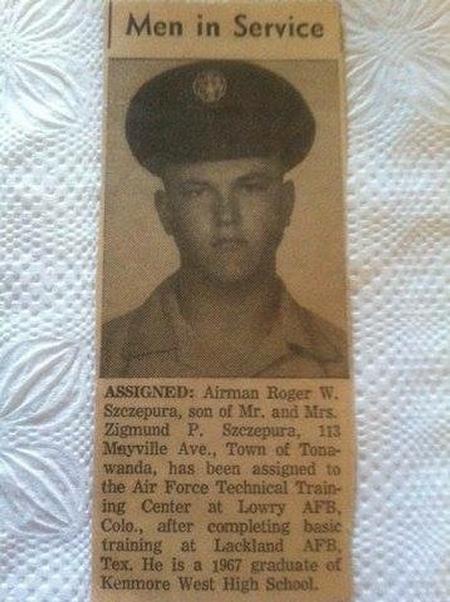 Men in Service
ASSIGNED: Airman Roger W.
Szczepura, son of Mr. and Mrs.
Zigmund P. Szczepura, 113
Mayville Ave., Town of Tona-
wanda, has been assigned to
the Air Force Technical Train-
ing Center at Lowry AFB,
Colo., after completing basic
training at Lackland AFB,
Tex. He is a 1967 graduate of
Kenmore West High School.